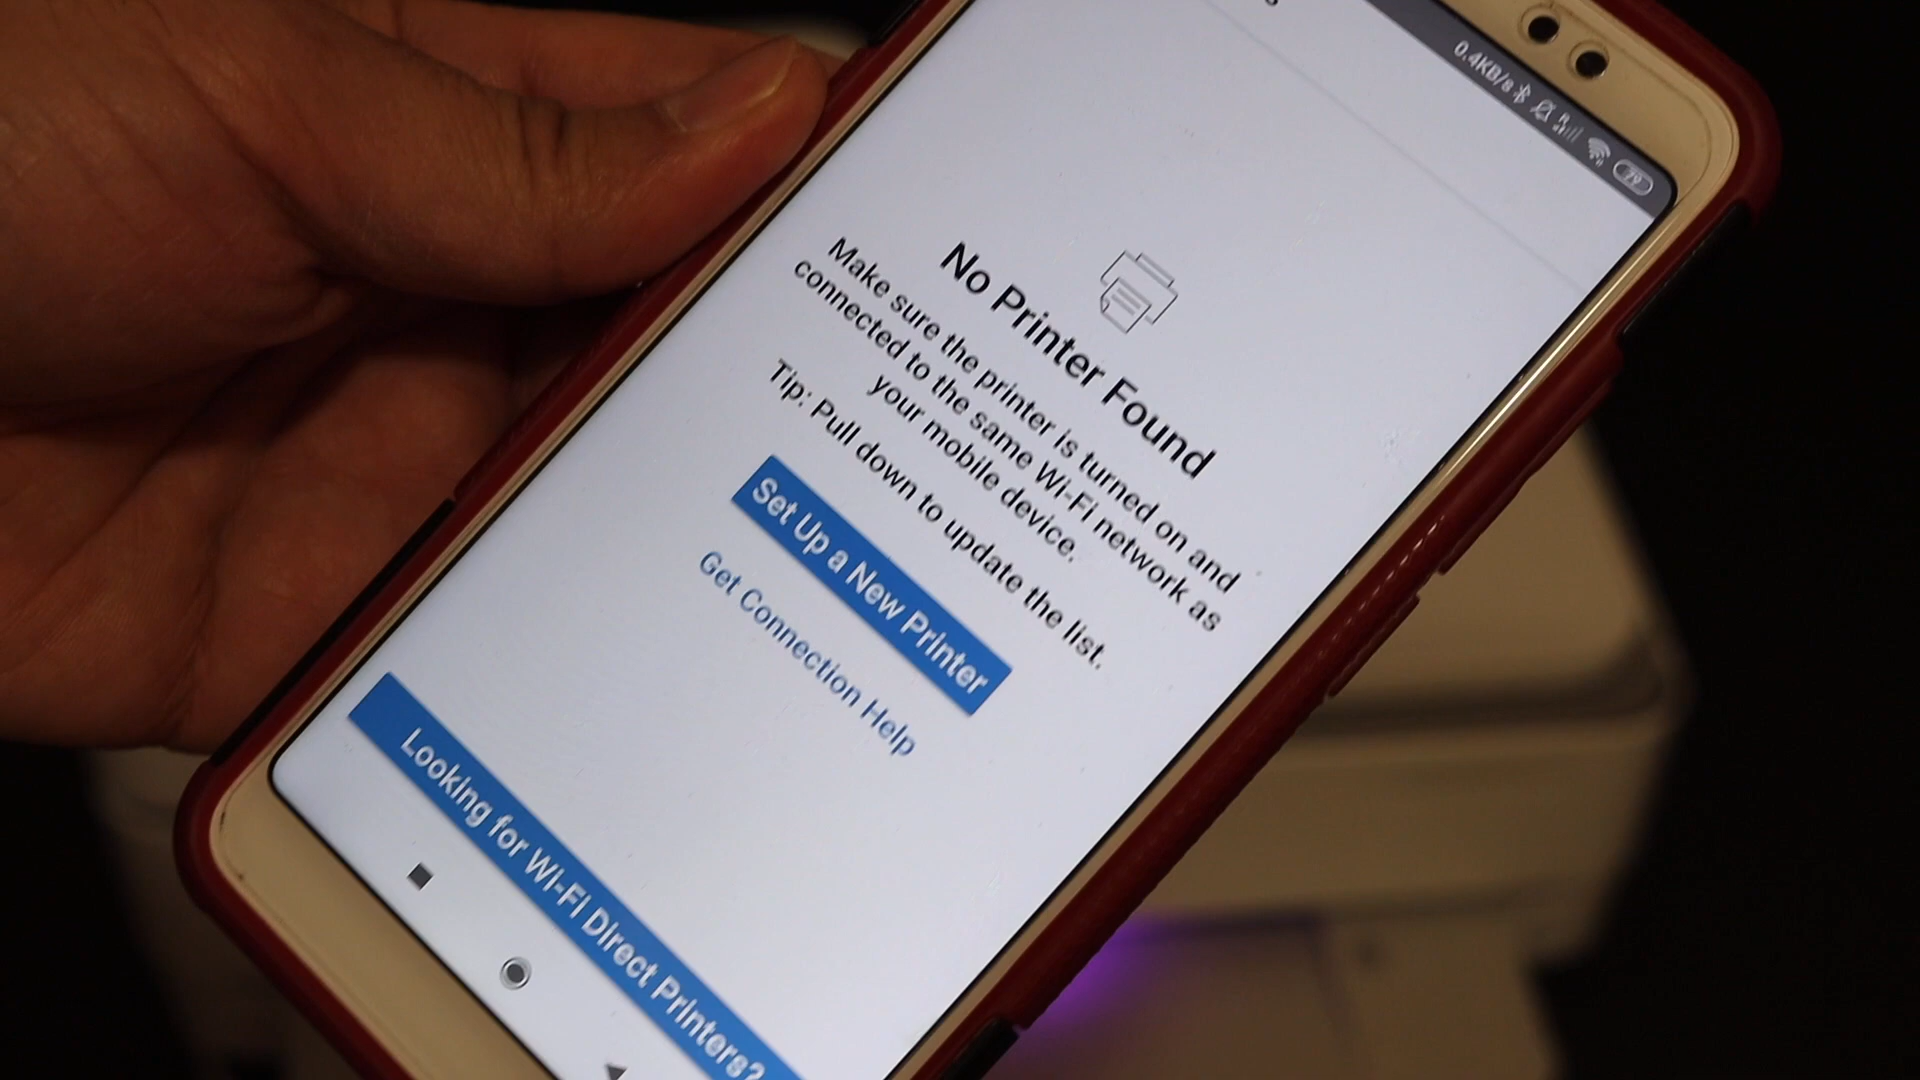 0.4KB/s
79
No Printer Found
Make sure the printer is turned on and
connected to the same Wi-Fi network as
your mobile device.
Tip: Pull down to update the list.
Set Up a New Printer
Get Connection Help
Looking for Wi-Fi Direct Printers?